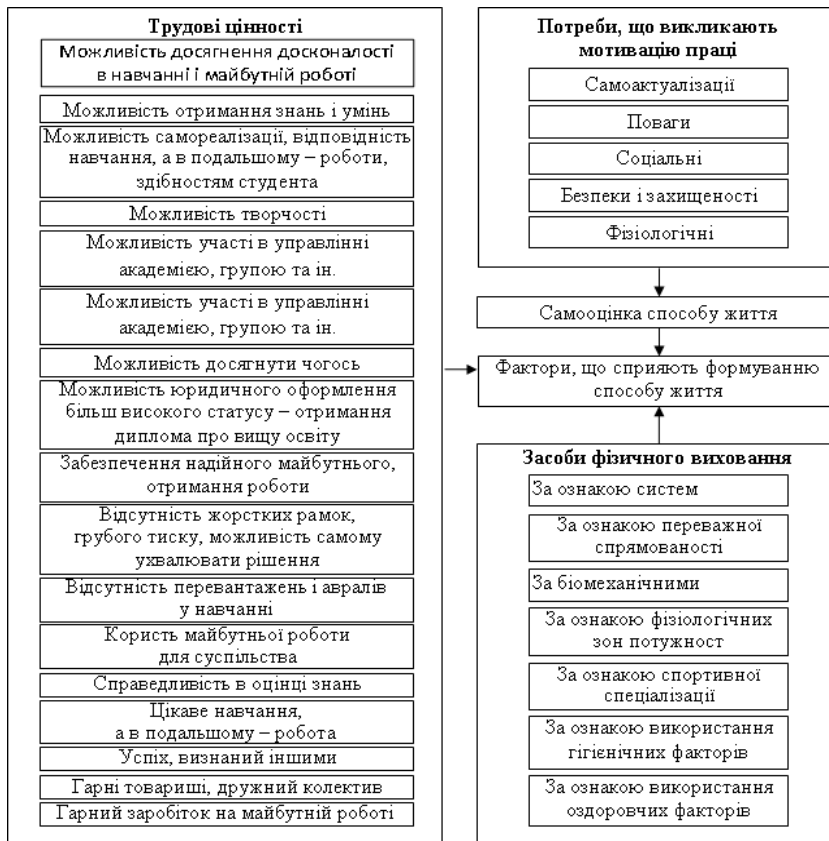 Трудові цінності
Можливість досягнення досконалості
в навчанні і майбутній роботі
Можливість отримання знань і умінь
Можливість самореалізації, відповідність
навчання, а в подальшому – роботи,
здібностям студента
Можливість творчості
Можливість участі в управлінні
академією, групою та ін.
Можливість участі в управлінні
академією, групою та ін.
Можливість досягнути чогось
Можливість юридичного оформлення
більш високого статусу – отримання
диплома про вищу освіту
Забезпечення надійного майбутнього,
отримання роботи
Відсутність жорстких рамок,
грубого тиску, можливість самому
ухвалювати рішення
Відсутність перевантажень і авралів
у навчанні
Користь майбутньої роботи
для суспільства
Справедливість в оцінці знань
Цікаве навчання,
а в подальшому – робота
Успіх, визнаний іншими
Гарні товариші, дружний колектив
Гарний заробіток на майбутній роботі
Потреби, що викликають
мотивацію праці
Самоактуалізації
Поваги
Соціальні
Безпеки і захищеності
Фізіологічні
Самооцінка способу життя
Фактори, що сприяють формуванню
способу життя
Засоби фізичного виховання
За ознакою систем
За ознакою переважної
спрямованості
За біомеханічними
За ознакою фізіологічних
зон потужност
За ознакою спортивної
спеціалізації
За ознакою використання
гігієнічних факторів
За ознакою використання
оздоровчих факторів